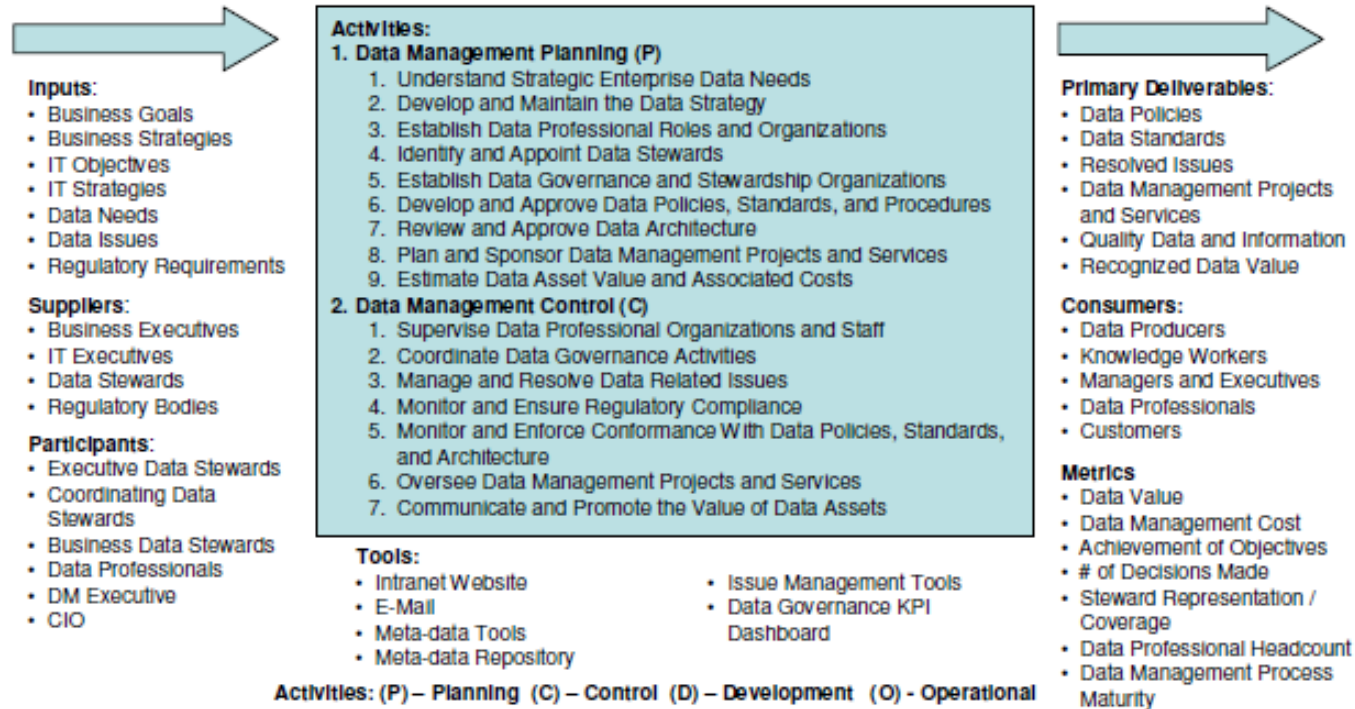 Inputs:
• Business Goals
• Business Strategies
• IT Objectives
• IT Strategies
• Data Needs
• Data Issues
• Regulatory Requirements
Suppliers:
• Business Executives
• IT Executives
• Data Stewards
• Regulatory Bodies
Participants:
• Executive Data Stewards
• Coordinating Data
Stewards
• Business Data Stewards
• Data Professionals
• DM Executive
• CIO
Activities:
1. Data Management Planning (P)
1. Understand Strategic Enterprise Data Needs
2. Develop and Maintain the Data Strategy
3. Establish Data Professional Roles and Organizations
4. Identify and Appoint Data Stewards
5. Establish Data Governance and Stewardship Organizations
6. Develop and Approve Data Policies, Standards, and Procedures
7. Review and Approve Data Architecture
8. Plan and Sponsor Data Management Projects and Services
9. Estimate Data Asset Value and Associated Costs
2. Data Management Control (C)
1. Supervise Data Professional Organizations and Staff
2. Coordinate Data Governance Activities
3. Manage and Resolve Data Related Issues
4. Monitor and Ensure Regulatory Compliance
5. Monitor and Enforce Conformance With Data Policies, Standards,
and Architecture
6. Oversee Data Management Projects and Services
7. Communicate and Promote the Value of Data Assets
Tools:
• Intranet Website
• E-Mail
• Meta-data Tools
• Meta-data Repository
• Issue Management Tools
• Data Governance KPI
Dashboard
Primary Deliverables:
• Data Policies
• Data Standards
• Resolved Issues
• Data Management Projects
and Services
• Quality Data and Information
• Recognized Data Value
Consumers:
• Data Producers
• Knowledge Workers
• Managers and Executives
• Data Professionals
• Customers
Metrics
• Data Value
• Data Management Cost
• Achievement of Objectives
• # of Decisions Made
• Steward Representation /
Coverage
• Data Professional Headcount
• Data Management Process
Maturity
Activities: (P) – Planning (C) – Control (D) – Development (O) - Operational